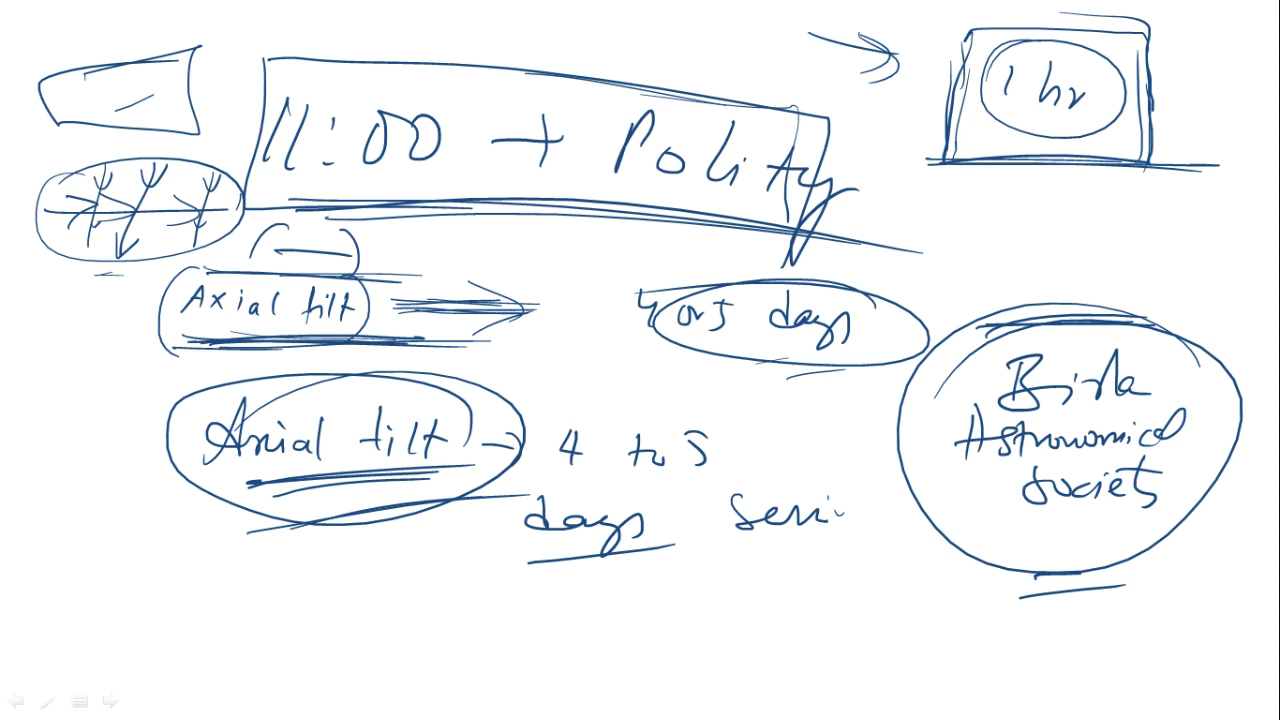 1 hr
11:00 → Polity
Axial tilt
4 or 5 days
Birla
Astronomical
Society
Axial tilt → 4 to 5
days seri